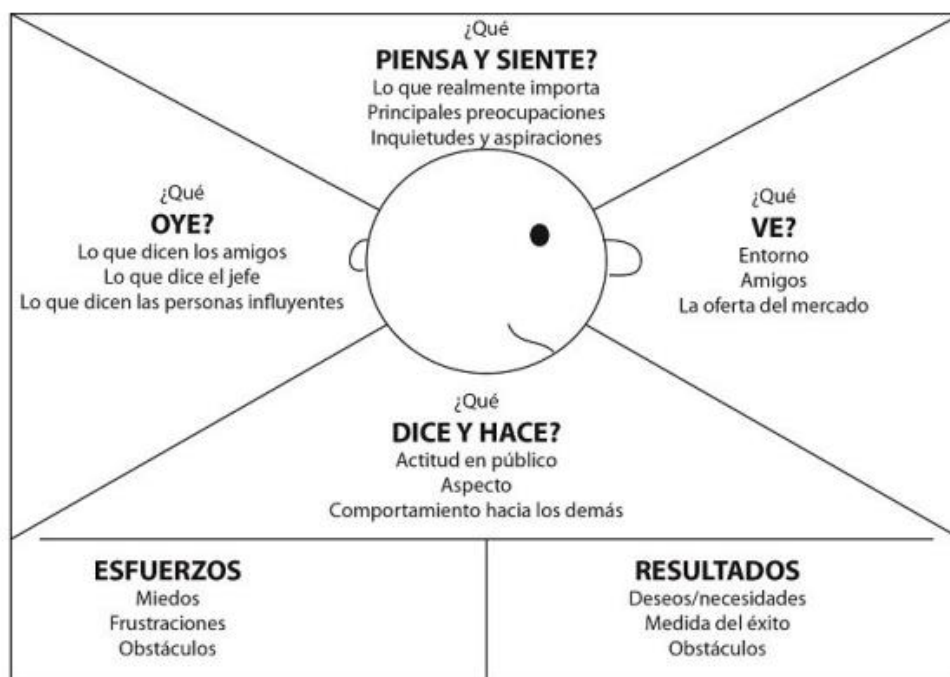 ¿Qué
PIENSA Y SIENTE?
Lo que realmente importa
Principales preocupaciones
Inquietudes y aspiraciones
¿Qué
OYE?
Lo que dicen los amigos
Lo que dice el jefe
Lo que dicen las personas influyentes
¿Qué
VE?
Entorno
Amigos
La oferta del mercado
¿Qué
DICE Y HACE?
Actitud en público
Aspecto
Comportamiento hacia los demás
ESFUERZOS
Miedos
Frustraciones
Obstáculos
RESULTADOS
Deseos/necesidades
Medida del éxito
Obstáculos